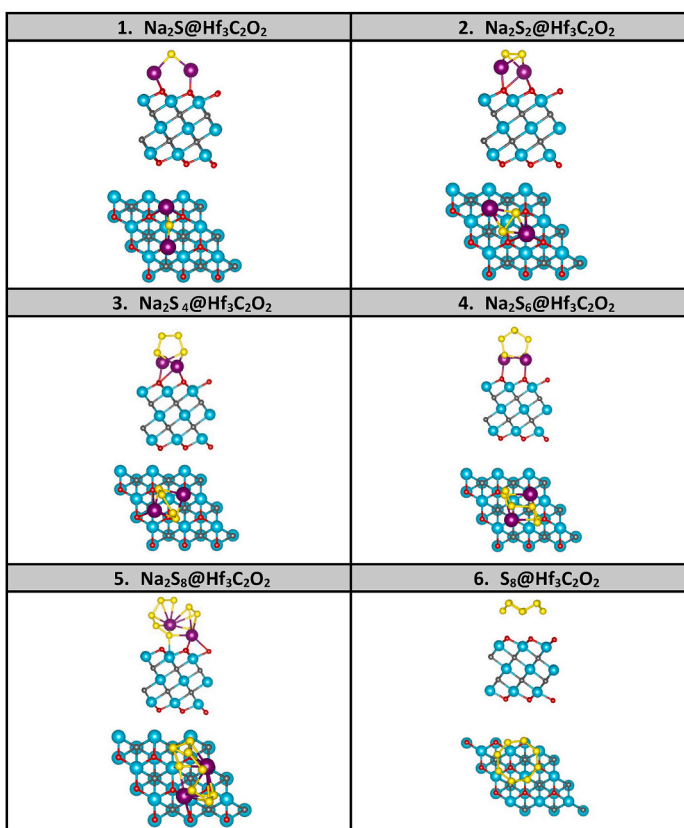 1. Na₂S@Hf₃C₂O₂
2. Na₂S₂@Hf₃C₂O₂
3. Na₂S₄@Hf₃C₂O₂
4. Na₂S₆@Hf₃C₂O₂
5. Na₂S₈@Hf₃C₂O₂
6. S₈@Hf₃C₂O₂